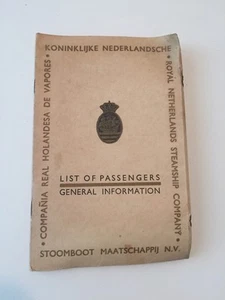 KONINKLIJKE NEDERLANDSCHE
• ROYAL NETHERLANDS STEAMSHIP COMPANY •
STOOMBOOT MAATSCHAPPIJ N.V.
• COMPAÑIA REAL HOLANDESA DE VAPORES •
LIST OF PASSENGERS
GENERAL INFORMATION